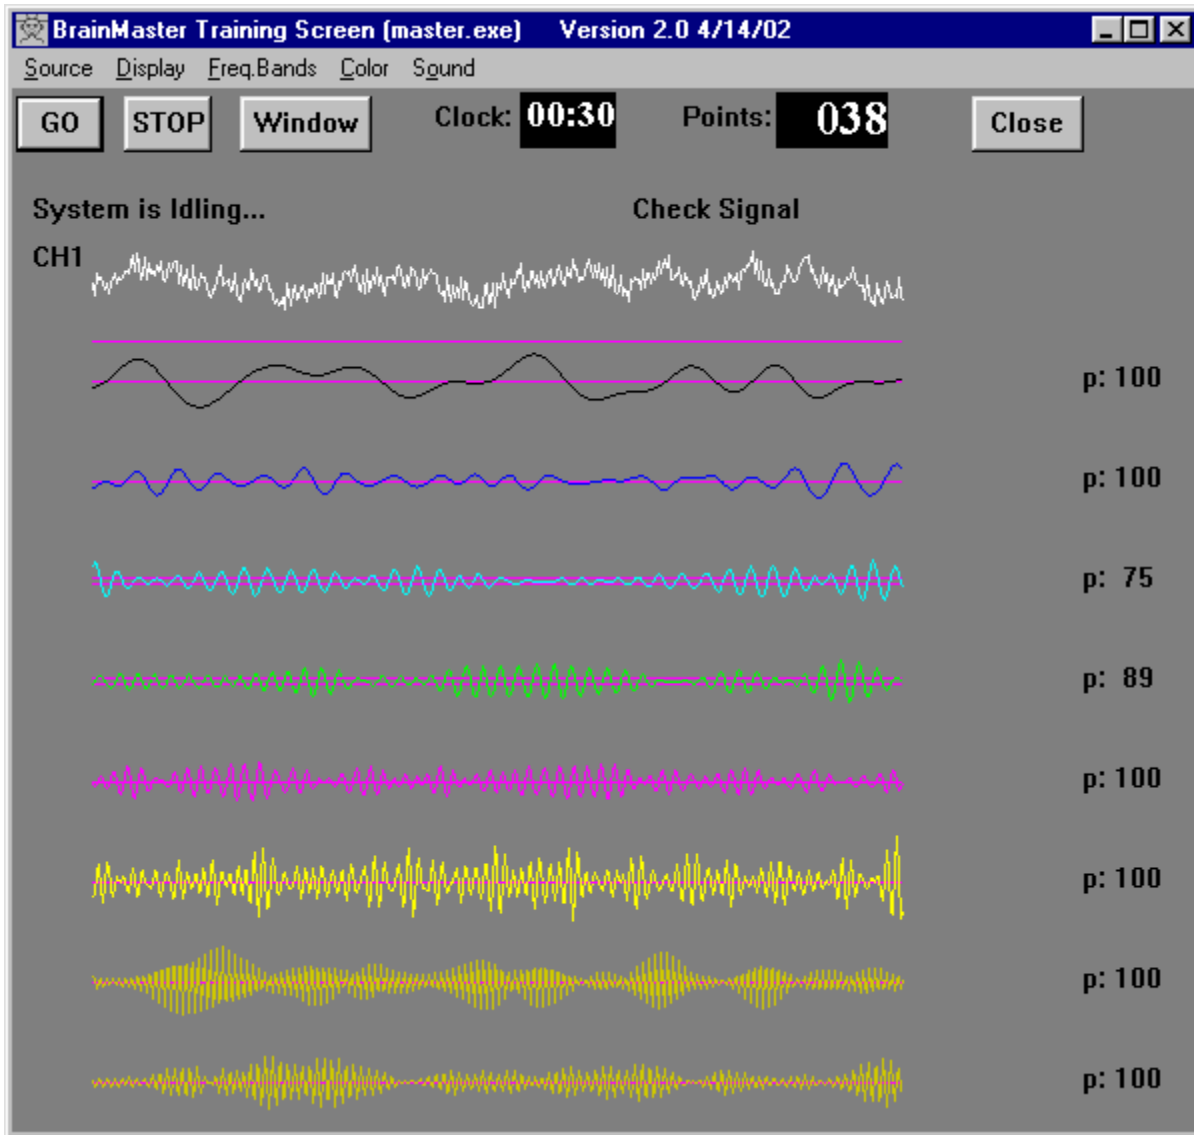 BrainMaster Training Screen (master.exe) Version 2.0 4/14/02
Source Display Freq.Bands Color Sound
GO STOP Window Clock: 00:30 Points: 038 Close
System is Idling... Check Signal
CH1
p: 100
p: 100
p: 75
p: 89
p: 100
p: 100
p: 100
p: 100